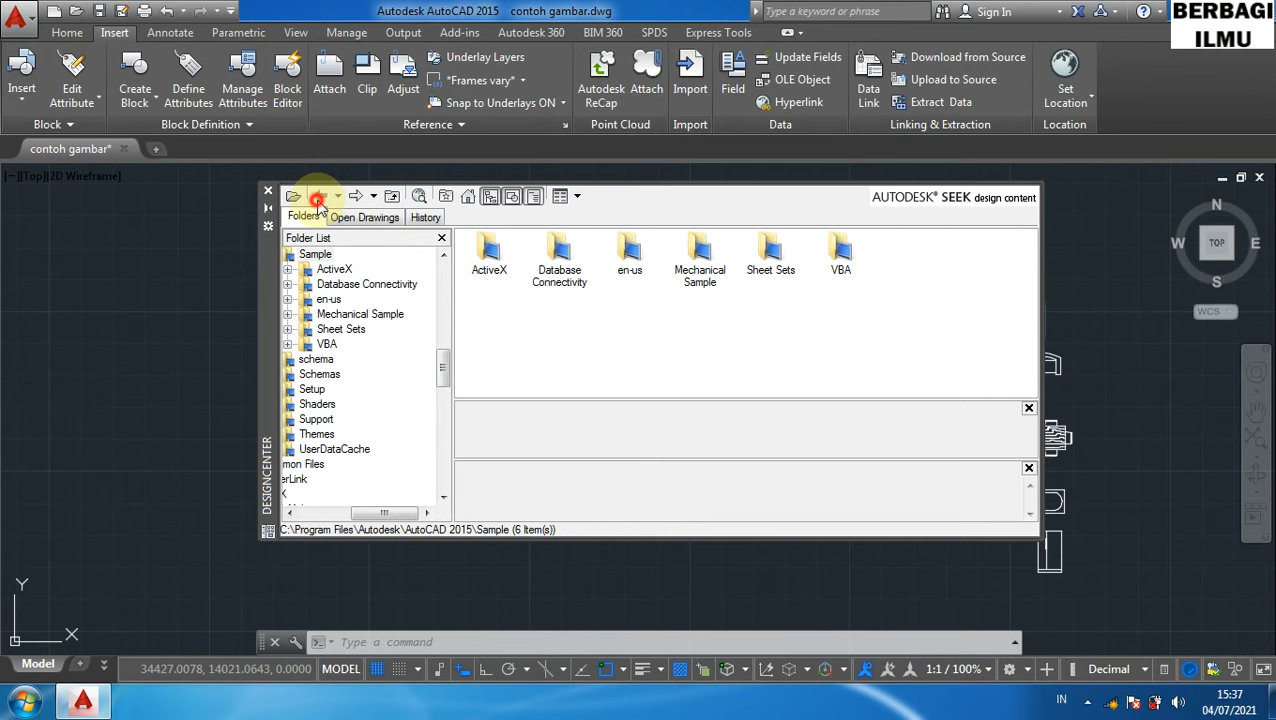 Autodesk AutoCAD 2015 contoh gambar.dwg
Type a keyword or phrase
Sign In
BERBAGI
ILMU
Home Insert Annotate Parametric View Manage Output Add-ins Autodesk 360 BIM 360 SPDS Express Tools
Insert
Edit
Attribute
Create
Block
Define
Attributes
Manage
Attributes
Block
Editor
Attach
Clip
Adjust
Underlay Layers
*Frames vary*
Snap to Underlays ON
Autodesk
ReCap
Attach
Import
Field
Update Fields
OLE Object
Hyperlink
Data
Link
Download from Source
Upload to Source
Extract Data
Set
Location
Block Block Definition Reference Point Cloud Import Data Linking & Extraction Location
contoh gambar*
[−][Top][2D Wireframe]
N
W TOP E
S
WCS
AUTODESK® SEEK design content
Folders Open Drawings History
Folder List
Sample
ActiveX
Database Connectivity
en-us
Mechanical Sample
Sheet Sets
VBA
schema
Schemas
Setup
Shaders
Support
Themes
UserDataCache
mon Files
erLink
X
ActiveX
Database
Connectivity
en-us
Mechanical
Sample
Sheet Sets
VBA
DESIGNCENTER
C:\Program Files\Autodesk\AutoCAD 2015\Sample (6 Item(s))
Y
X
Type a command
Model
34427.0078, 14021.0643, 0.0000 MODEL 1:1 / 100% Decimal
IN
15:37
04/07/2021